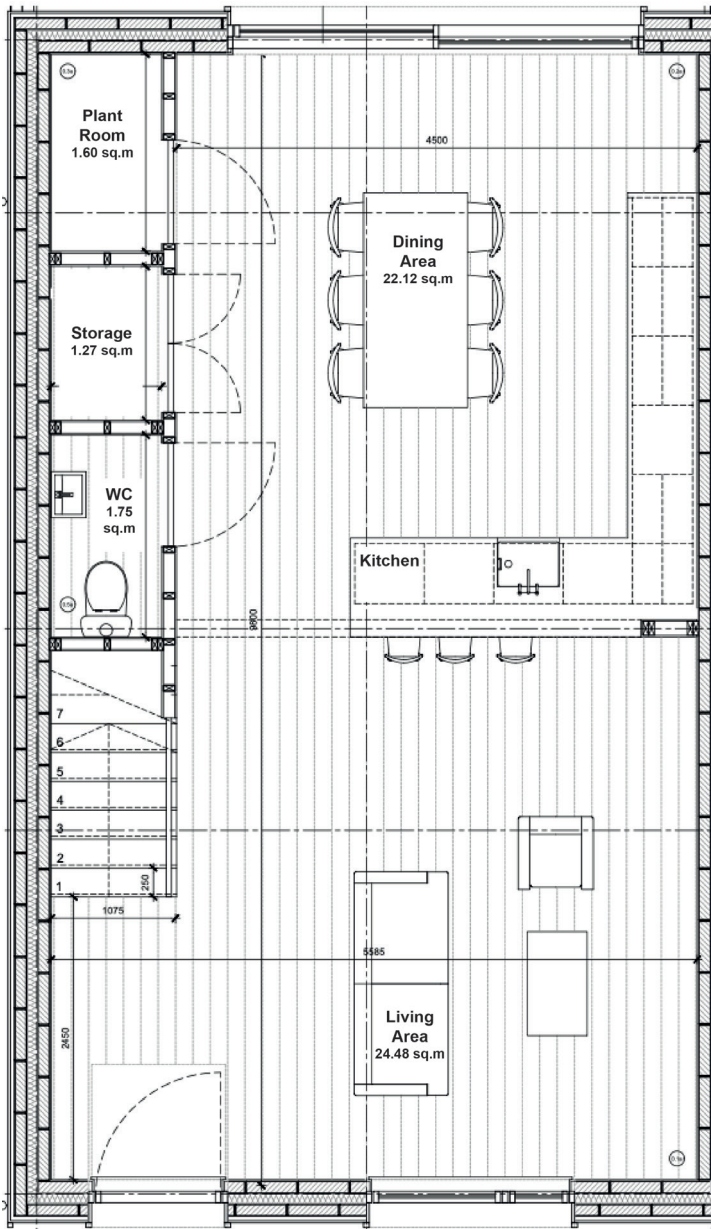 Plant
Room
1.60 sq.m
4500
Dining
Area
22.12 sq.m
Storage
1.27 sq.m
WC
1.75
sq.m
Kitchen
9800
7
6
5
4
3
2
1
250
1075
5585
2450
Living
Area
24.48 sq.m